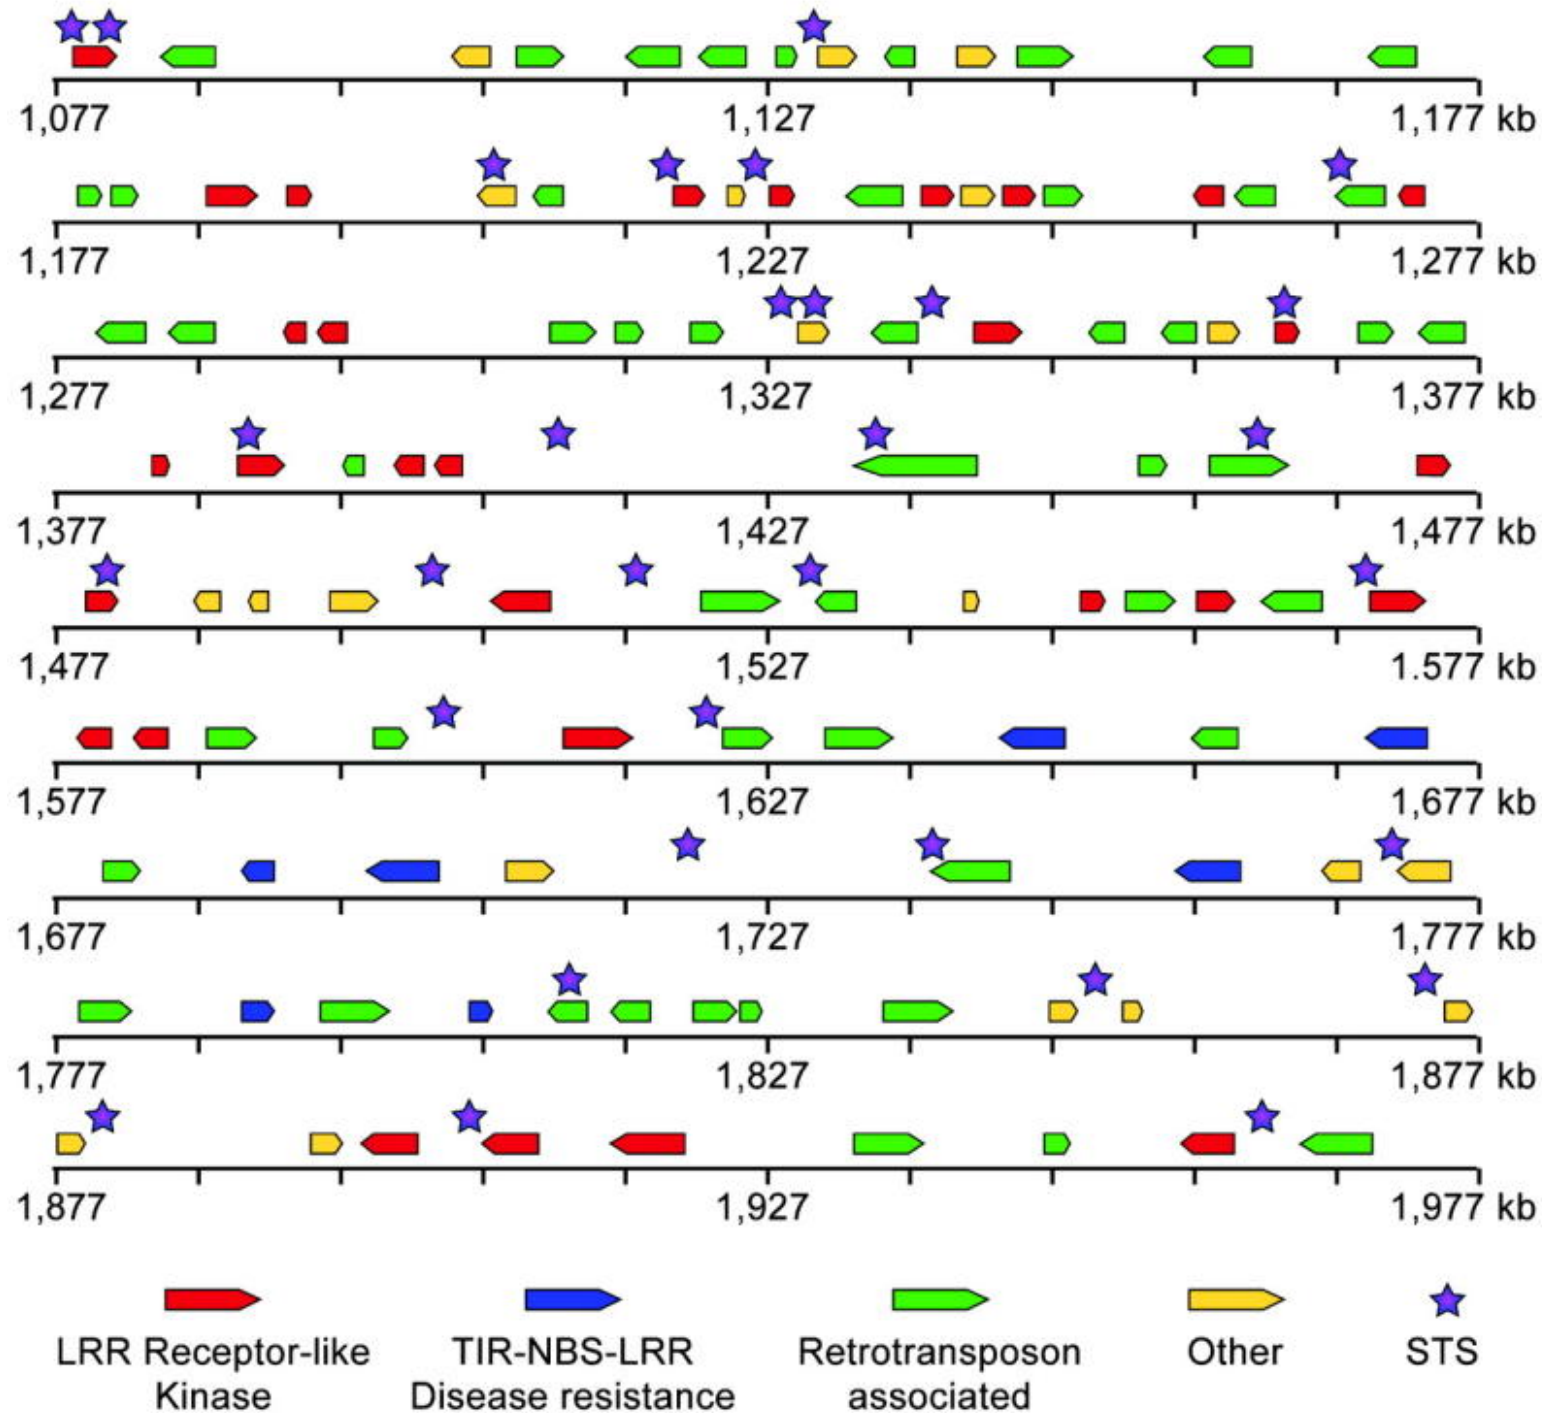 1,077 1,127 1,177 kb
1,177 1,227 1,277 kb
1,277 1,327 1,377 kb
1,377 1,427 1,477 kb
1,477 1,527 1.577 kb
1,577 1,627 1,677 kb
1,677 1,727 1,777 kb
1,777 1,827 1,877 kb
1,877 1,927 1,977 kb
LRR Receptor-like TIR-NBS-LRR Retrotransposon Other STS
Kinase Disease resistance associated